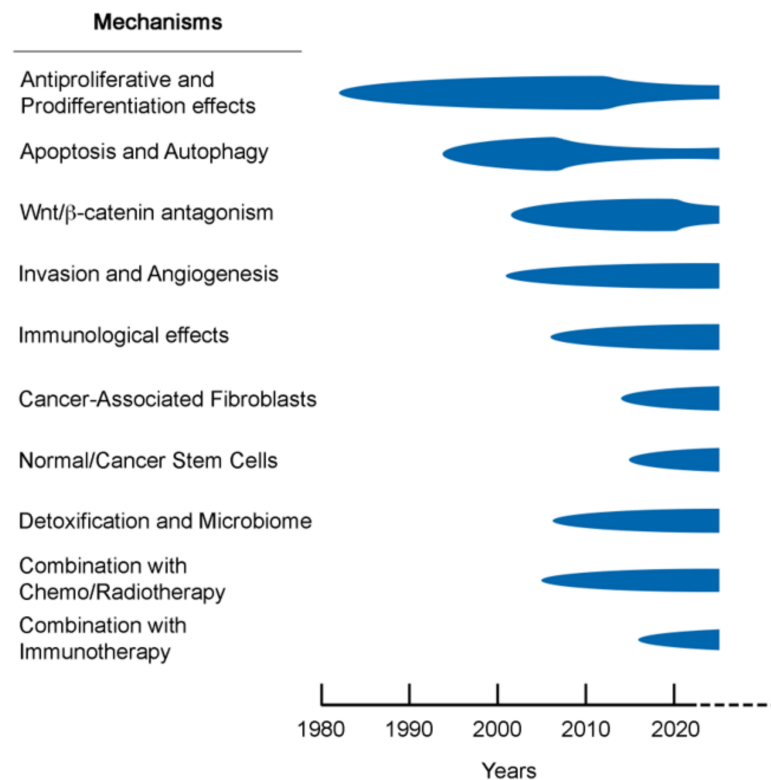 Mechanisms
Antiproliferative and
Prodifferentiation effects
Apoptosis and Autophagy
Wnt/β-catenin antagonism
Invasion and Angiogenesis
Immunological effects
Cancer-Associated Fibroblasts
Normal/Cancer Stem Cells
Detoxification and Microbiome
Combination with
Chemo/Radiotherapy
Combination with
Immunotherapy
1980 1990 2000 2010 2020
Years